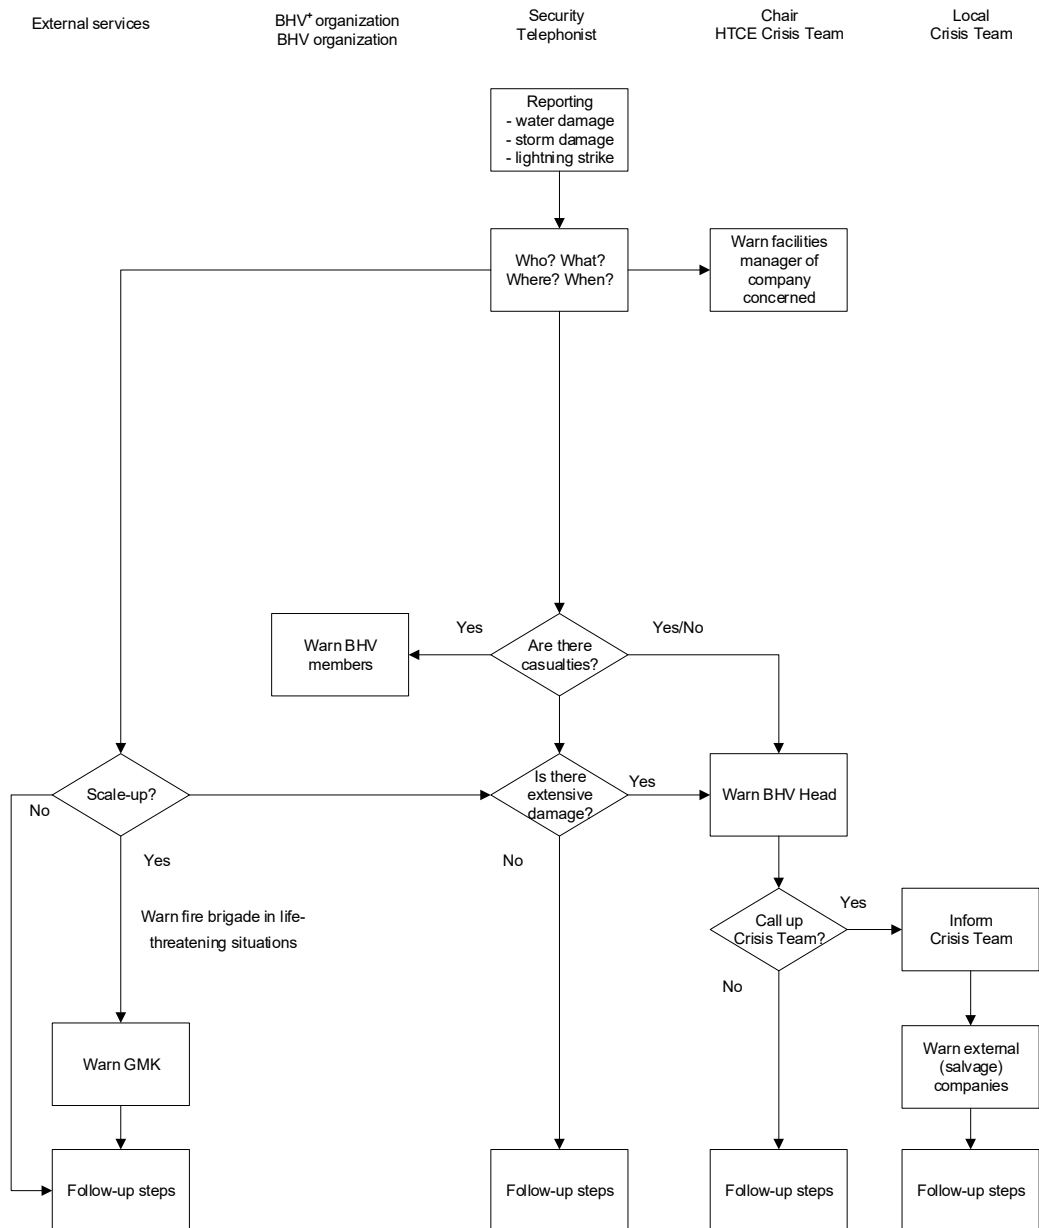 External services
BHV+ organization
BHV organization
Security
Telephonist
Chair
HTCE Crisis Team
Local
Crisis Team
Reporting
- water damage
- storm damage
- lightning strike
Who? What?
Where? When?
Warn facilities
manager of
company
concerned
Yes
Yes/No
Warn BHV
members
Are there
casualties?
Scale-up?
No
Is there
extensive
damage?
Yes
Warn BHV Head
Yes
No
Warn fire brigade in life-
threatening situations
Call up
Crisis Team?
Yes
Inform
Crisis Team
No
Warn GMK
Warn external
(salvage)
companies
Follow-up steps
Follow-up steps
Follow-up steps
Follow-up steps